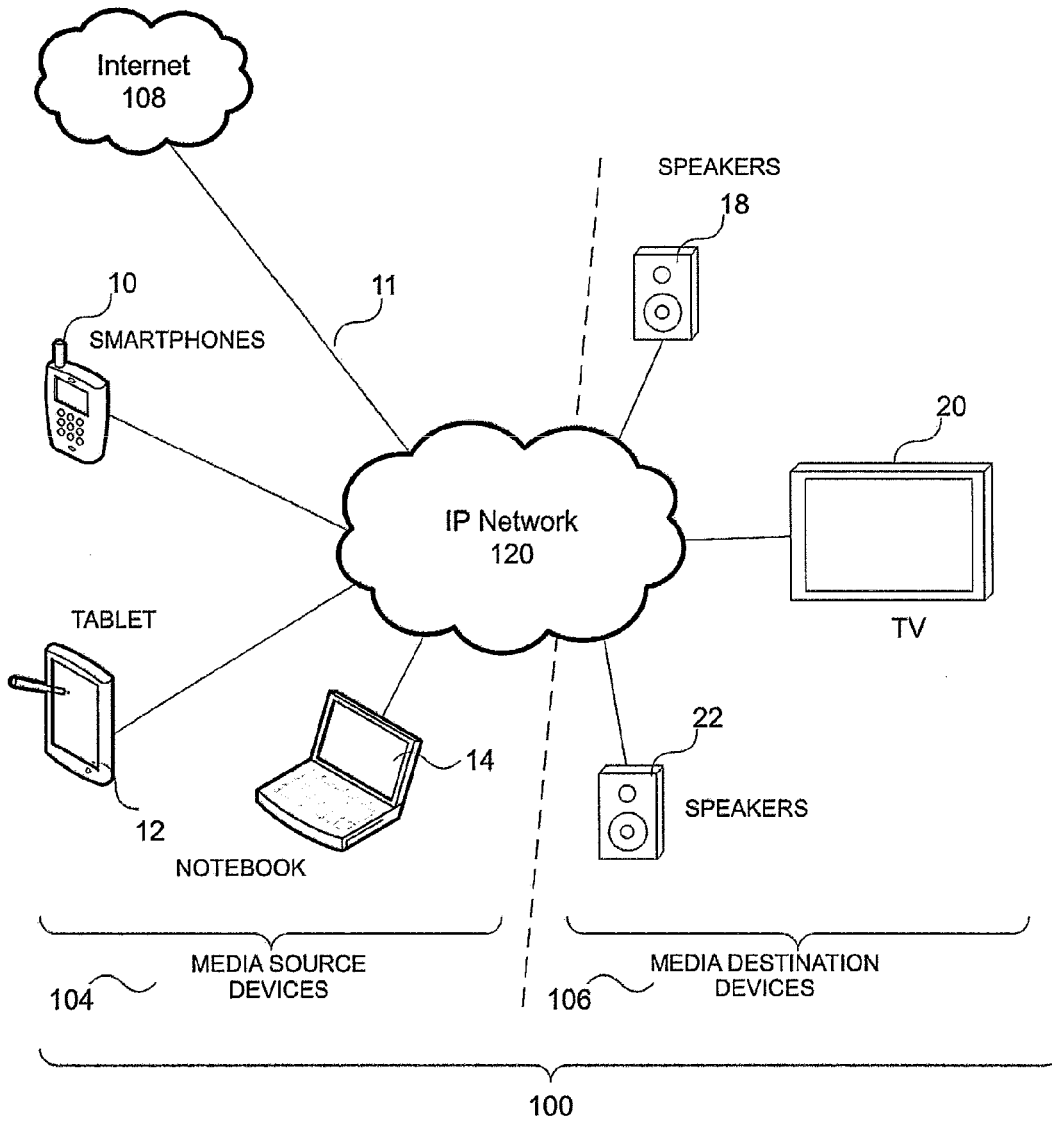 Internet
108
SPEAKERS
18
10
11
SMARTPHONES
20
IP Network
120
TABLET
TV
22
14
SPEAKERS
12
NOTEBOOK
MEDIA SOURCE
DEVICES
MEDIA DESTINATION
DEVICES
104
106
100